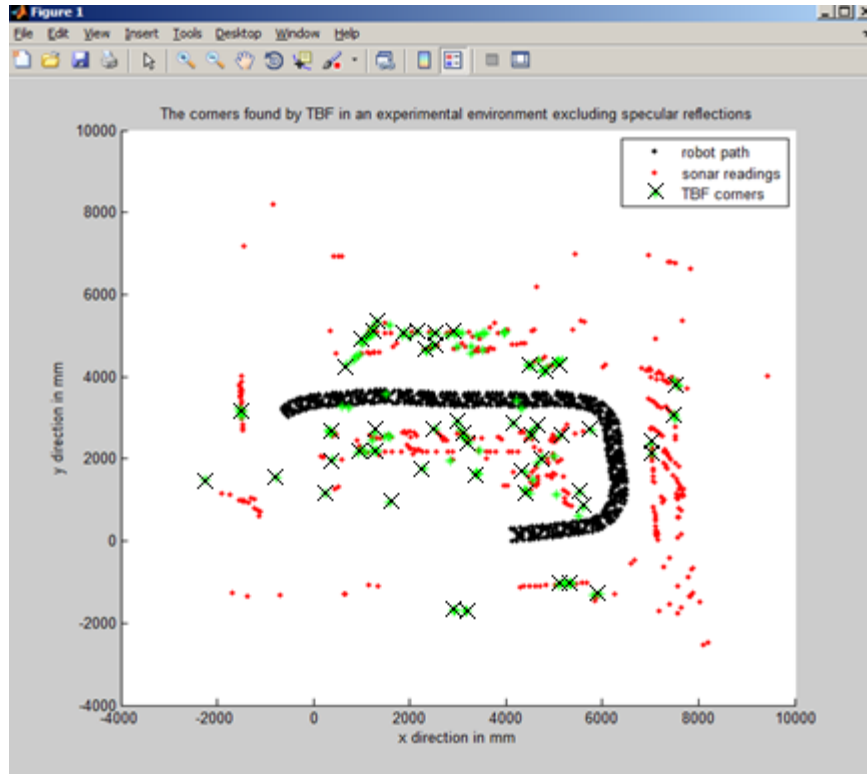 Figure 1
File Edit View Insert Tools Desktop Window Help
The corners found by TBF in an experimental environment excluding specular reflections
robot path
sonar readings
TBF corners
10000
8000
6000
4000
2000
0
-2000
-4000
y direction in mm
-4000 -2000 0 2000 4000 6000 8000 10000
x direction in mm